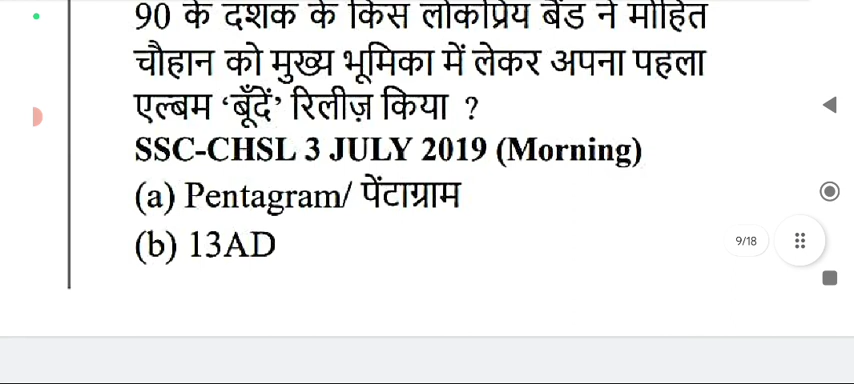 90 के दशक के किस लोकप्रिय बैंड ने मोहित
चौहान को मुख्य भूमिका में लेकर अपना पहला
एल्बम ‘बूँदें’ रिलीज़ किया ?
SSC-CHSL 3 JULY 2019 (Morning)
(a) Pentagram/ पेंटाग्राम
(b) 13AD
9/18